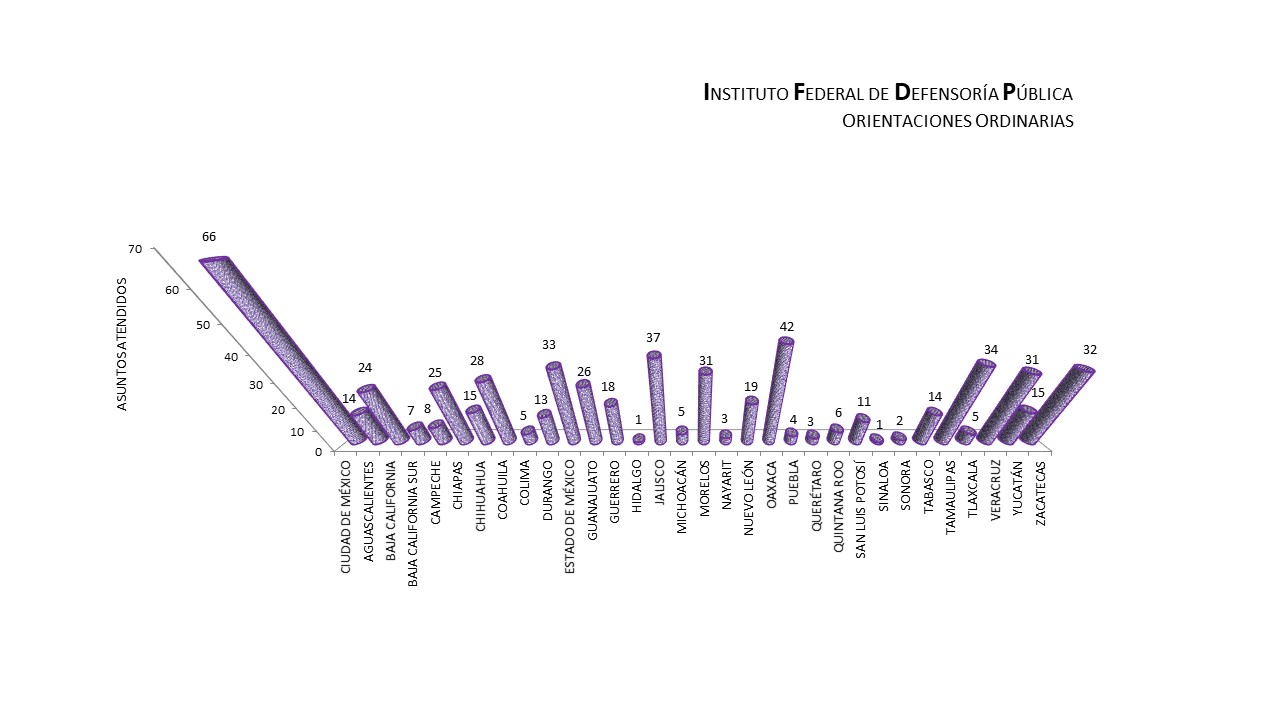 INSTITUTO FEDERAL DE DEFENSORÍA PÚBLICA
ORIENTACIONES ORDINARIAS
ASUNTOS ATENDIDOS
70
60
50
40
30
20
10
0
66
14
24
7
8
25
15
28
5
13
33
26
18
1
37
5
31
3
19
42
4
3
6
11
1
2
14
34
5
31
15
32
CIUDAD DE MÉXICO
AGUASCALIENTES
BAJA CALIFORNIA
BAJA CALIFORNIA SUR
CAMPECHE
CHIAPAS
CHIHUAHUA
COAHUILA
COLIMA
DURANGO
ESTADO DE MÉXICO
GUANAJUATO
GUERRERO
HIDALGO
JALISCO
MICHOACÁN
MORELOS
NAYARIT
NUEVO LEÓN
OAXACA
PUEBLA
QUERÉTARO
QUINTANA ROO
SAN LUIS POTOSÍ
SINALOA
SONORA
TABASCO
TAMAULIPAS
TLAXCALA
VERACRUZ
YUCATÁN
ZACATECAS